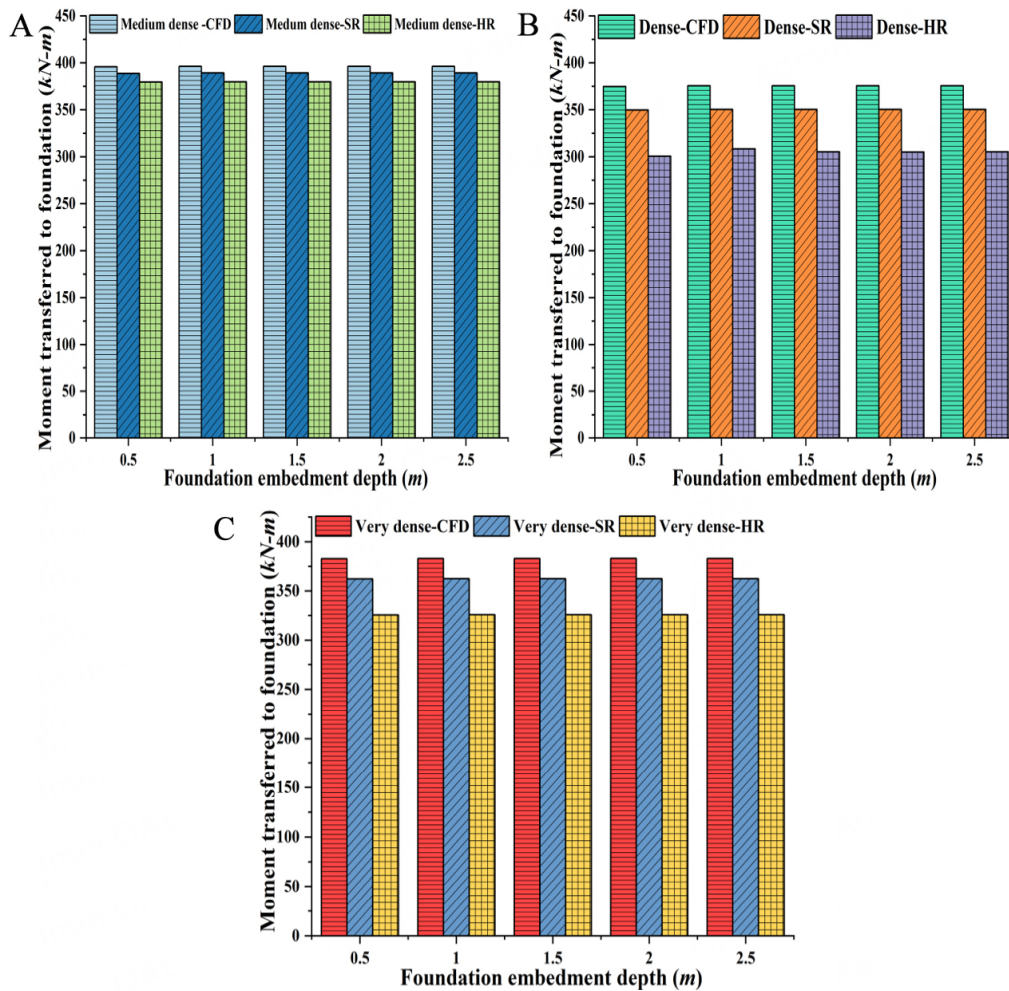 A
Medium dense -CFD Medum dense-SR Medum dense-HR
Moment transferred to foundation (kN-m)
450
400
350
300
250
200
150
100
50
0
0.5 1 1.5 2 2.5
Foundation embedment depth (m)
B
Dense-CFD Dense-SR Dense-HR
Moment transferred to foundation (kN-m)
450
400
350
300
250
200
150
100
50
0
0.5 1 1.5 2 2.5
Foundation embedment depth (m)
C
Very dense-CFD Very dense-SR Very dense-HR
Moment transferred to foundation (kN-m)
400
350
300
250
200
150
100
50
0
0.5 1 1.5 2 2.5
Foundation embedment depth (m)